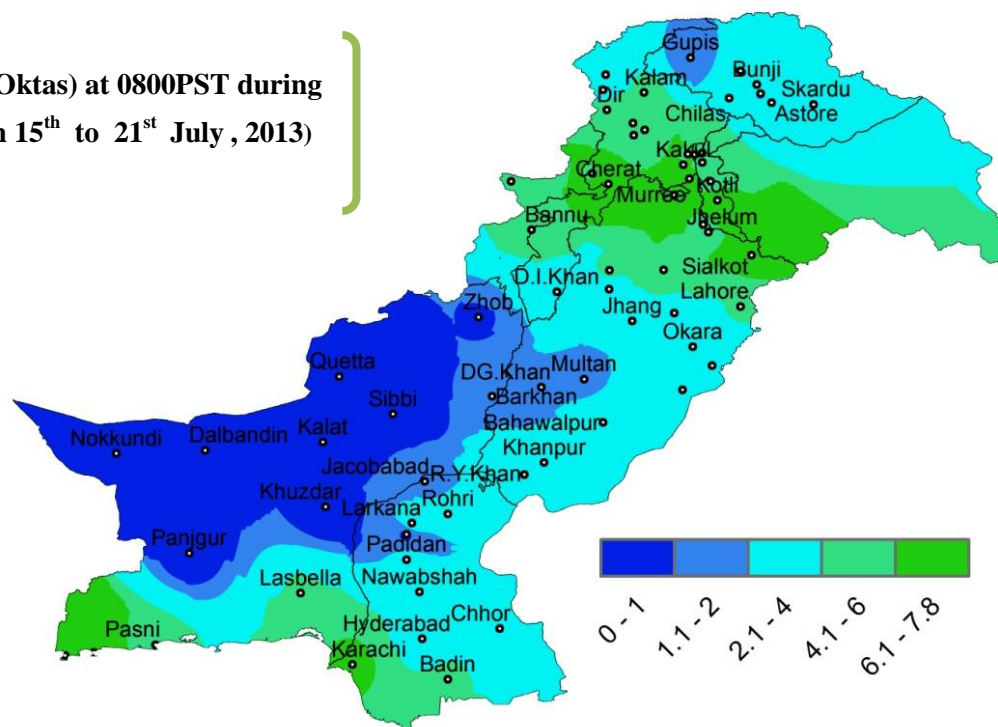 Oktas) at 0800PST during
15th to 21st July , 2013)
Gupis
Bunji
Kalam
Skardu
Dir
Chilas
Astore
Kakul
Cherat
Kotli
Murree
Bannu
Jhelum
Sialkot
D.I.Khan
Lahore
Zhob
Jhang
Okara
Quetta
DG.Khan
Multan
Sibbi
Barkhan
Bahawalpur
Nokkundi
Dalbandin
Kalat
Khanpur
Jacobabad
R.Y.Khan
Khuzdar
Rohri
Larkana
Panjgur
Padidan
Lasbella
Nawabshah
Chhor
Pasni
Hyderabad
Karachi
Badin
0 - 1
1.1 - 2
2.1 - 4
4.1 - 6
6.1 - 7.8